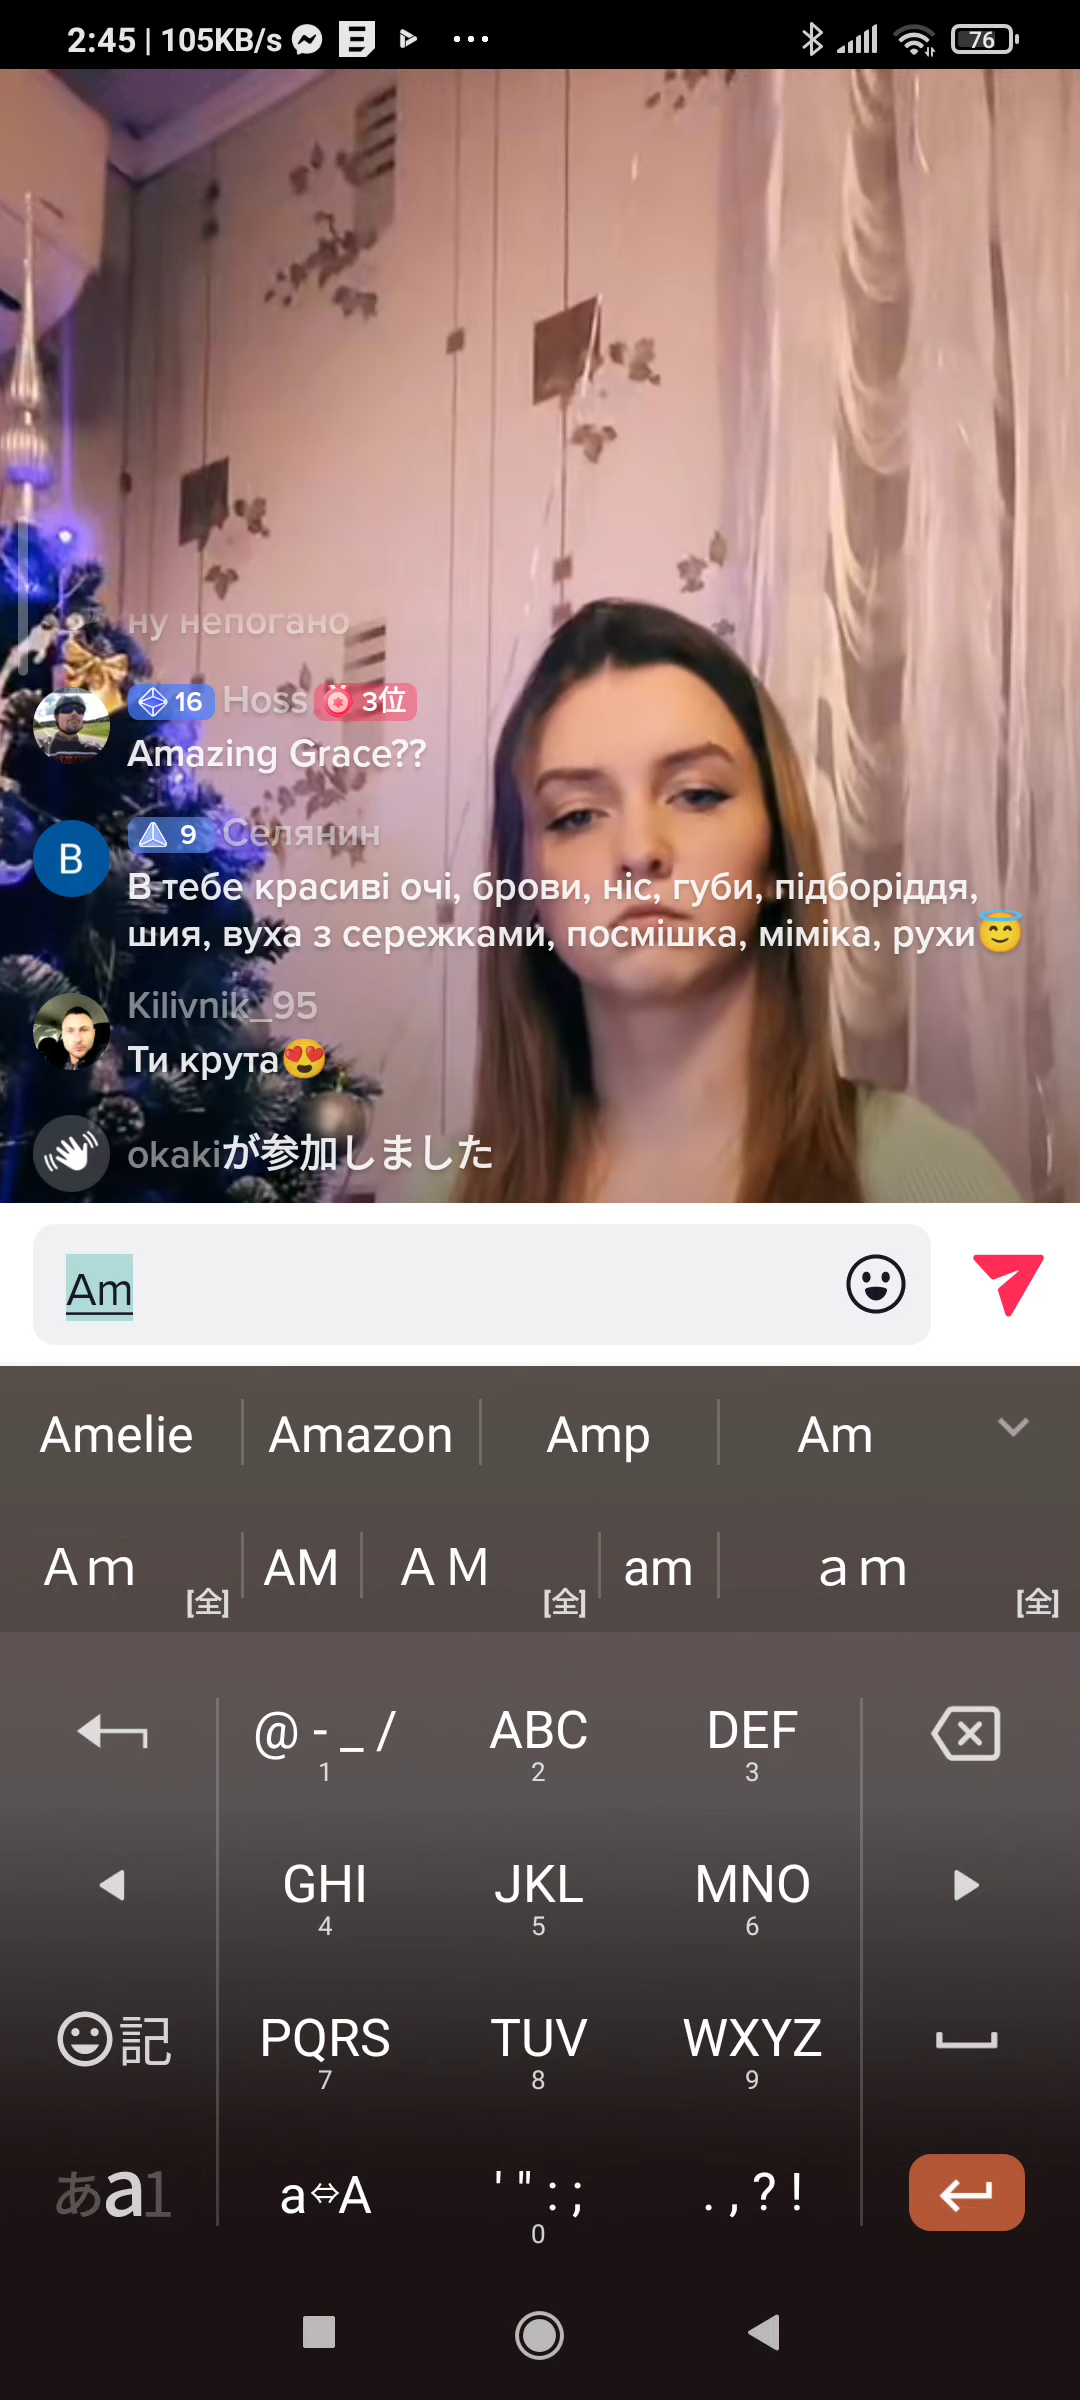 2:45 | 105KB/s
76
ну непогано
16 Hoss 3位
Amazing Grace??
B
9 Селянин
В тебе красиві очі, брови, ніс, губи, підборіддя,
шия, вуха з сережками, посмішка, міміка, рухи😇
Kilivnik_95
Ти крута😍
okakiが参加しました
Am
Amelie Amazon Amp Am
Ａｍ [全] AM ＡＭ [全] am ａｍ [全]
@-_/ ABC DEF
1 2 3
GHI JKL MNO
4 5 6
記 PQRS TUV WXYZ
7 8 9
あa1 a⇔A '":; .,?!
0